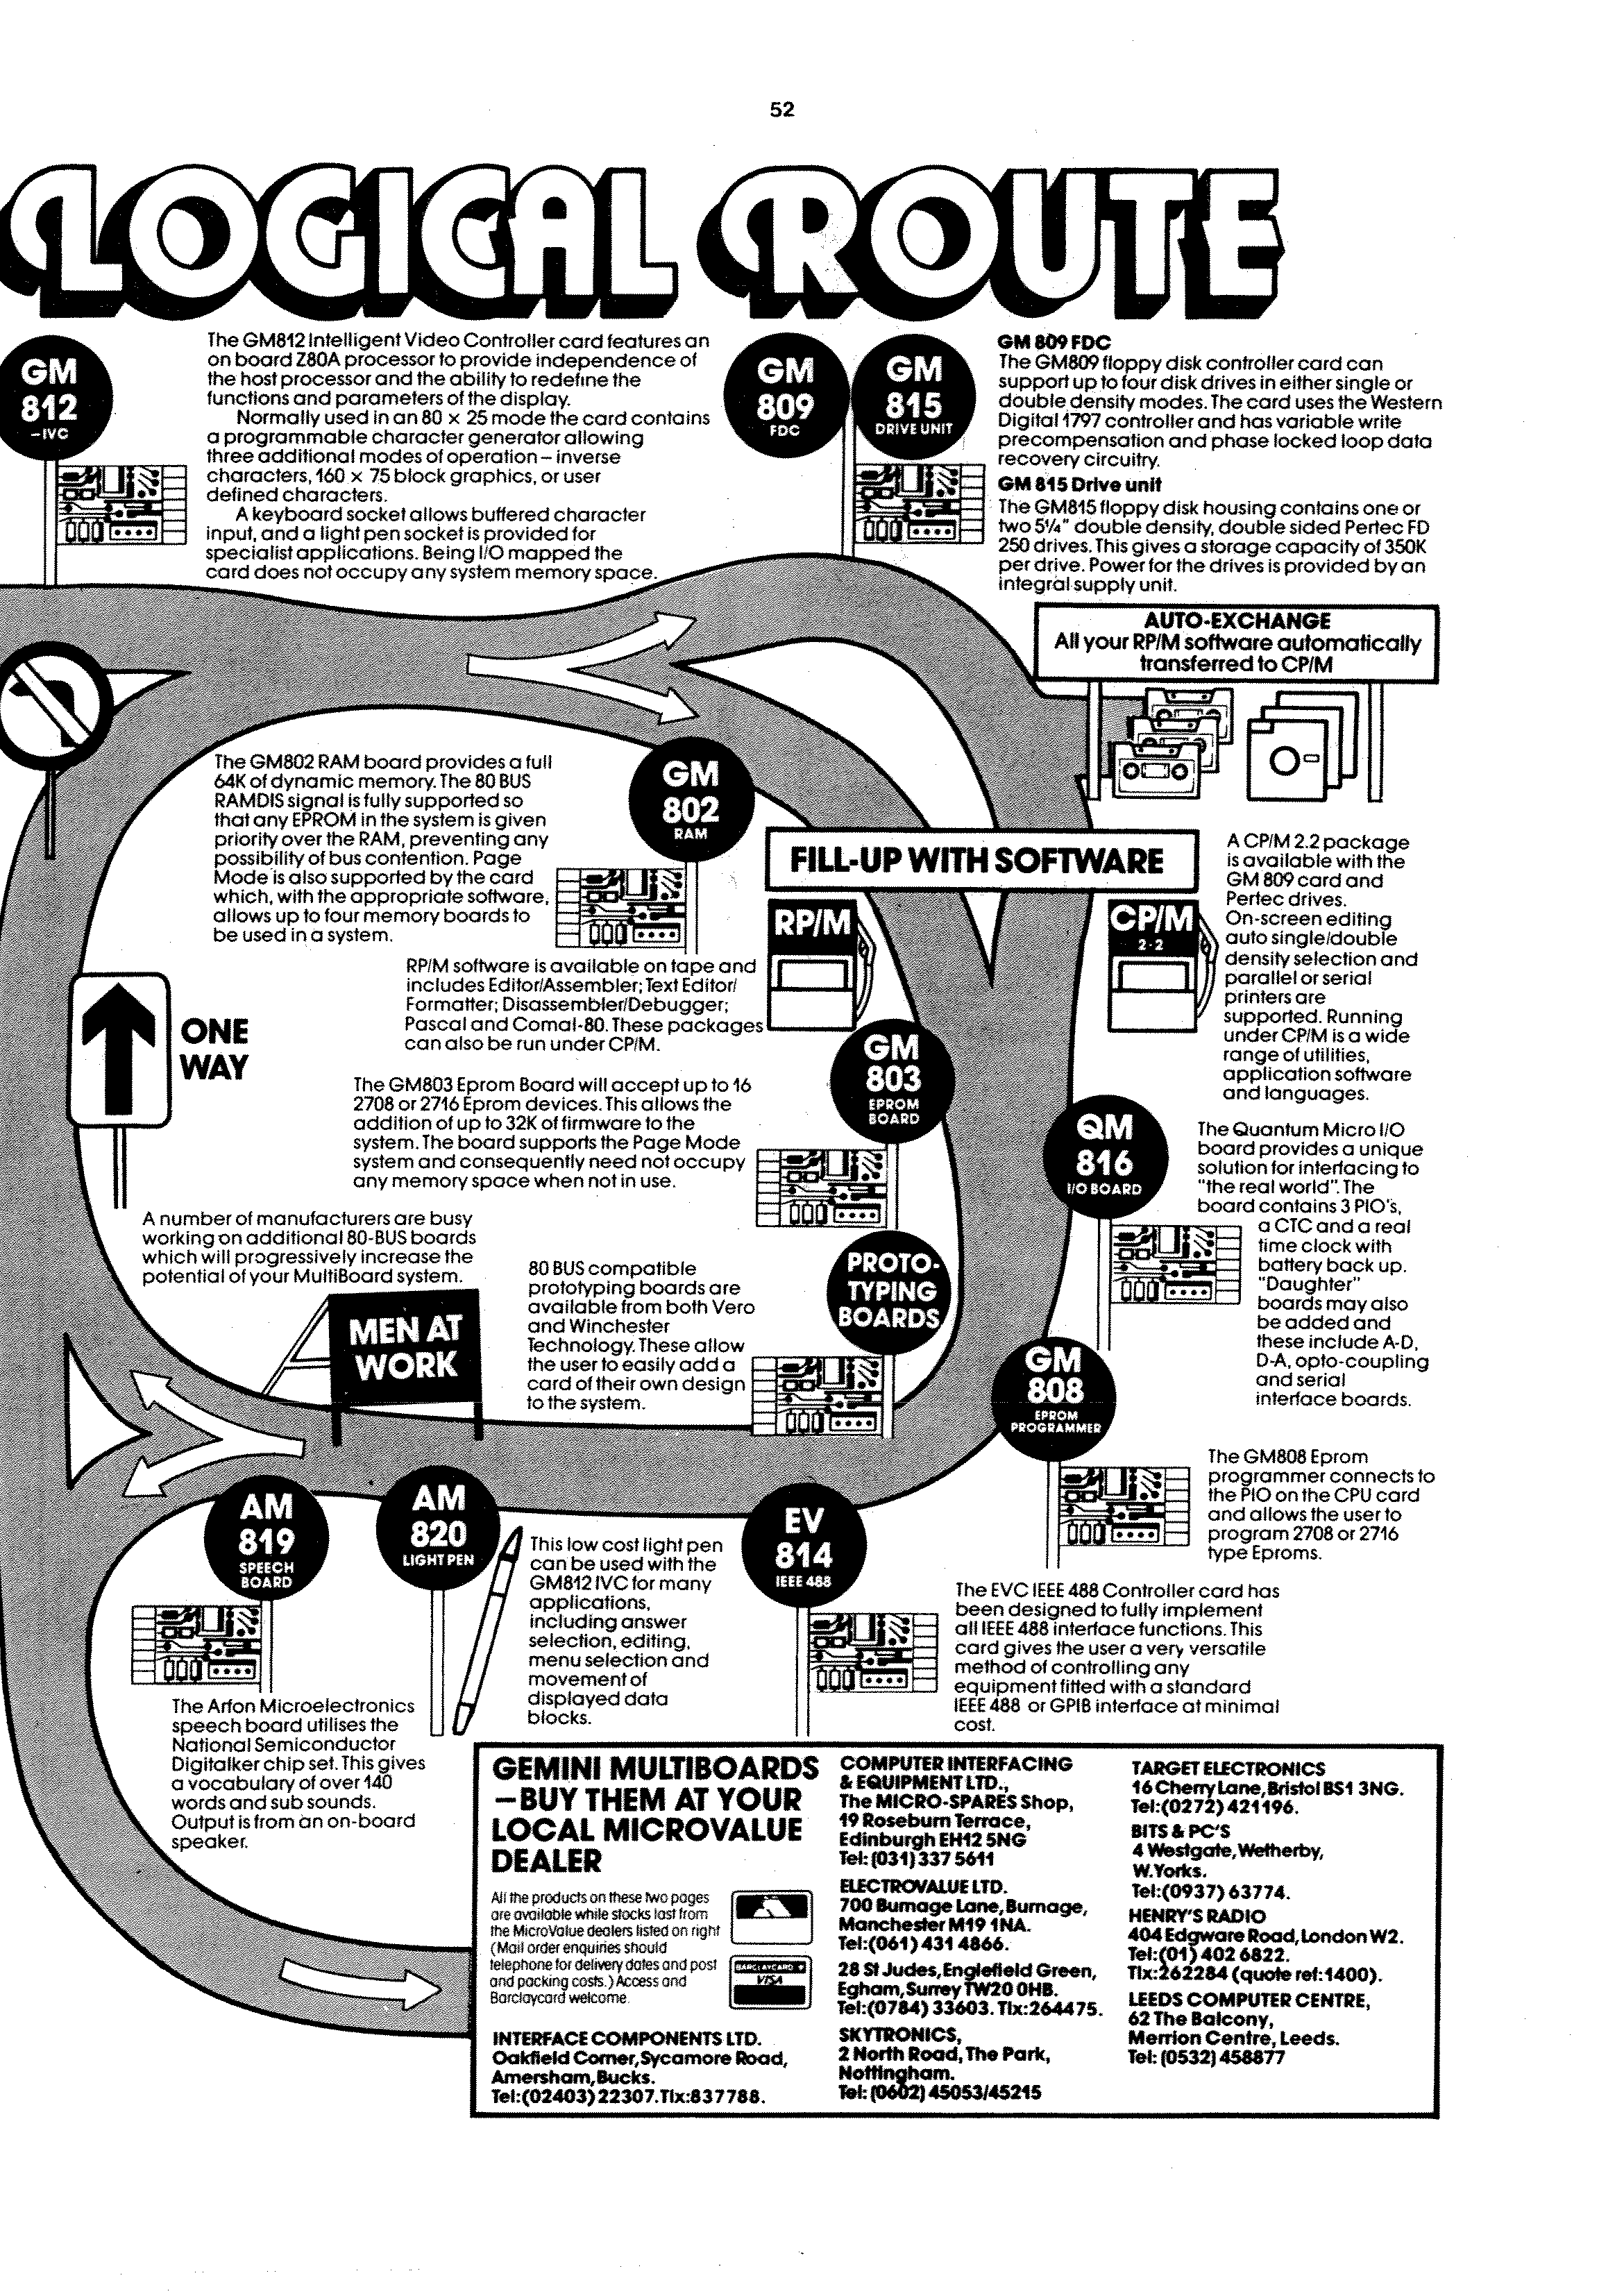 52
LOGICAL ROUTE
GM
812
–IVC
The GM812 Intelligent Video Controller card features an
on board Z80A processor to provide independence of
the host processor and the ability to redefine the
functions and parameters of the display.
Normally used in an 80 × 25 mode the card contains
a programmable character generator allowing
three additional modes of operation – inverse
characters, 160 × 75 block graphics, or user
defined characters.
A keyboard socket allows buffered character
input, and a light pen socket is provided for
specialist applications. Being I/O mapped the
card does not occupy any system memory space.
GM
809
FDC
GM
815
DRIVE UNIT
GM 809 FDC
The GM809 floppy disk controller card can
support up to four disk drives in either single or
double density modes. The card uses the Western
Digital 1797 controller and has variable write
precompensation and phase locked loop data
recovery circuitry.
GM 815 Drive unit
The GM815 floppy disk housing contains one or
two 5¼" double density, double sided Pertec FD
250 drives. This gives a storage capacity of 350K
per drive. Power for the drives is provided by an
integral supply unit.
AUTO-EXCHANGE
All your RP/M software automatically
transferred to CP/M
The GM802 RAM board provides a full
64K of dynamic memory. The 80 BUS
RAMDIS signal is fully supported so
that any EPROM in the system is given
priority over the RAM, preventing any
possibility of bus contention. Page
Mode is also supported by the card
which, with the appropriate software,
allows up to four memory boards to
be used in a system.
GM
802
RAM
FILL-UP WITH SOFTWARE
RP/M
CP/M
2·2
A CP/M 2.2 package
is available with the
GM 809 card and
Pertec drives.
On-screen editing
auto single/double
density selection and
parallel or serial
printers are
supported. Running
under CP/M is a wide
range of utilities,
application software
and languages.
RP/M software is available on tape and
includes Editor/Assembler; Text Editor/
Formatter; Disassembler/Debugger;
Pascal and Comal-80. These packages
can also be run under CP/M.
ONE
WAY
GM
803
EPROM
BOARD
The GM803 Eprom Board will accept up to 16
2708 or 2716 Eprom devices. This allows the
addition of up to 32K of firmware to the
system. The board supports the Page Mode
system and consequently need not occupy
any memory space when not in use.
QM
816
I/O BOARD
The Quantum Micro I/O
board provides a unique
solution for interfacing to
"the real world". The
board contains 3 PIO's,
a CTC and a real
time clock with
battery back up.
"Daughter"
boards may also
be added and
these include A-D,
D-A, opto-coupling
and serial
interface boards.
A number of manufacturers are busy
working on additional 80-BUS boards
which will progressively increase the
potential of your MultiBoard system.
MEN AT
WORK
80 BUS compatible
prototyping boards are
available from both Vero
and Winchester
Technology. These allow
the user to easily add a
card of their own design
to the system.
PROTO-
TYPING
BOARDS
GM
808
EPROM
PROGRAMMER
The GM808 Eprom
programmer connects to
the PIO on the CPU card
and allows the user to
program 2708 or 2716
type Eproms.
AM
819
SPEECH
BOARD
AM
820
LIGHT PEN
This low cost light pen
can be used with the
GM812 IVC for many
applications,
including answer
selection, editing,
menu selection and
movement of
displayed data
blocks.
EV
814
IEEE 488
The EVC IEEE 488 Controller card has
been designed to fully implement
all IEEE 488 interface functions. This
card gives the user a very versatile
method of controlling any
equipment fitted with a standard
IEEE 488 or GPIB interface at minimal
cost.
The Arfon Microelectronics
speech board utilises the
National Semiconductor
Digitalker chip set. This gives
a vocabulary of over 140
words and sub sounds.
Output is from an on-board
speaker.
GEMINI MULTIBOARDS
–BUY THEM AT YOUR
LOCAL MICROVALUE
DEALER
All the products on these two pages
are available while stocks last from
the MicroValue dealers listed on right
(Mail order enquiries should
telephone for delivery dates and post
and packing costs.) Access and
Barclaycard welcome.
BARCLAYCARD
VISA
INTERFACE COMPONENTS LTD.
Oakfield Corner, Sycamore Road,
Amersham, Bucks.
Tel:(02403) 22307. Tlx:837788.
COMPUTER INTERFACING
& EQUIPMENT LTD.,
The MICRO-SPARES Shop,
19 Roseburn Terrace,
Edinburgh EH12 5NG
Tel: (031) 337 5611
ELECTROVALUE LTD.
700 Burnage Lane, Burnage,
Manchester M19 1NA.
Tel:(061) 431 4866.
28 St Judes, Englefield Green,
Egham, Surrey TW20 0HB.
Tel:(0784) 33603. Tlx:264475.
SKYTRONICS,
2 North Road, The Park,
Nottingham.
Tel: (0602) 45053/45215
TARGET ELECTRONICS
16 Cherry Lane, Bristol BS1 3NG.
Tel:(0272) 421196.
BITS & PC'S
4 Westgate, Wetherby,
W.Yorks.
Tel:(0937) 63774.
HENRY'S RADIO
404 Edgware Road, London W2.
Tel:(01) 402 6822.
Tlx:262284 (quote ref:1400).
LEEDS COMPUTER CENTRE,
62 The Balcony,
Merrion Centre, Leeds.
Tel: (0532) 458877